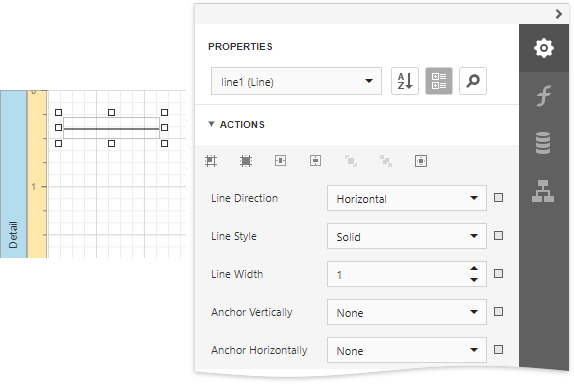 0
1
Detail
PROPERTIES
line1 (Line)
A
Z
ACTIONS
Line Direction
Horizontal
Line Style
Solid
Line Width
1
Anchor Vertically
None
Anchor Horizontally
None